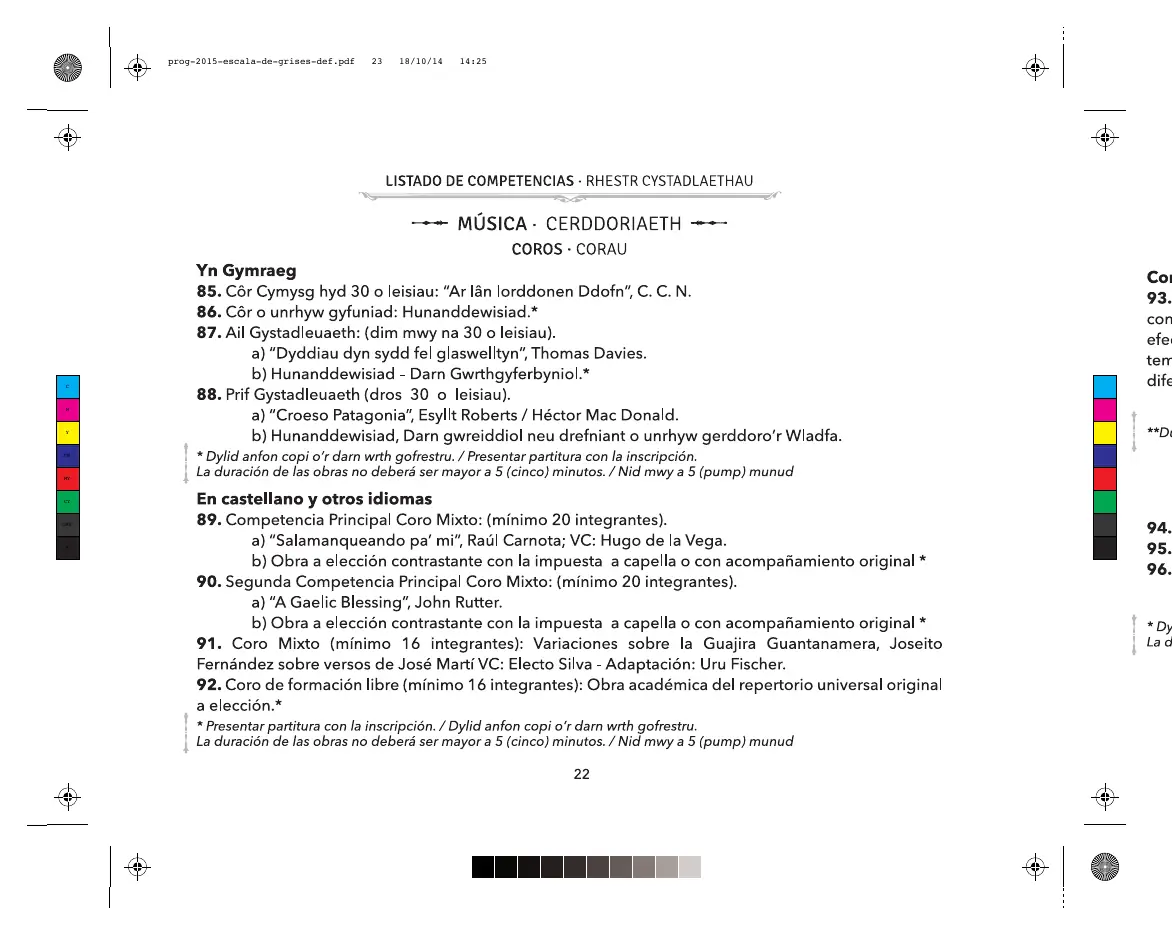 prog-2015-escala-de-grises-def.pdf 23 18/10/14 14:25
LISTADO DE COMPETENCIAS · RHESTR CYSTADLAETHAU
MÚSICA · CERDDORIAETH
COROS · CORAU
Yn Gymraeg
85. Côr Cymysg hyd 30 o leisiau: “Ar lân Iorddonen Ddofn”, C. C. N.
86. Côr o unrhyw gyfuniad: Hunanddewisiad.*
87. Ail Gystadleuaeth: (dim mwy na 30 o leisiau).
a) “Dyddiau dyn sydd fel glaswelltyn”, Thomas Davies.
b) Hunanddewisiad – Darn Gwrthgyferbyniol.*
88. Prif Gystadleuaeth (dros 30 o leisiau).
a) “Croeso Patagonia”, Esyllt Roberts / Héctor Mac Donald.
b) Hunanddewisiad, Darn gwreiddiol neu drefniant o unrhyw gerddoro’r Wladfa.
* Dylid anfon copi o’r darn wrth gofrestru. / Presentar partitura con la inscripción.
La duración de las obras no deberá ser mayor a 5 (cinco) minutos. / Nid mwy a 5 (pump) munud
En castellano y otros idiomas
89. Competencia Principal Coro Mixto: (mínimo 20 integrantes).
a) “Salamanqueando pa’ mi”, Raúl Carnota; VC: Hugo de la Vega.
b) Obra a elección contrastante con la impuesta a capella o con acompañamiento original *
90. Segunda Competencia Principal Coro Mixto: (mínimo 20 integrantes).
a) “A Gaelic Blessing”, John Rutter.
b) Obra a elección contrastante con la impuesta a capella o con acompañamiento original *
91. Coro Mixto (mínimo 16 integrantes): Variaciones sobre la Guajira Guantanamera, Joseito
Fernández sobre versos de José Martí VC: Electo Silva - Adaptación: Uru Fischer.
92. Coro de formación libre (mínimo 16 integrantes): Obra académica del repertorio universal original
a elección.*
* Presentar partitura con la inscripción. / Dylid anfon copi o’r darn wrth gofrestru.
La duración de las obras no deberá ser mayor a 5 (cinco) minutos. / Nid mwy a 5 (pump) munud
22
93.
94.
95.
96.